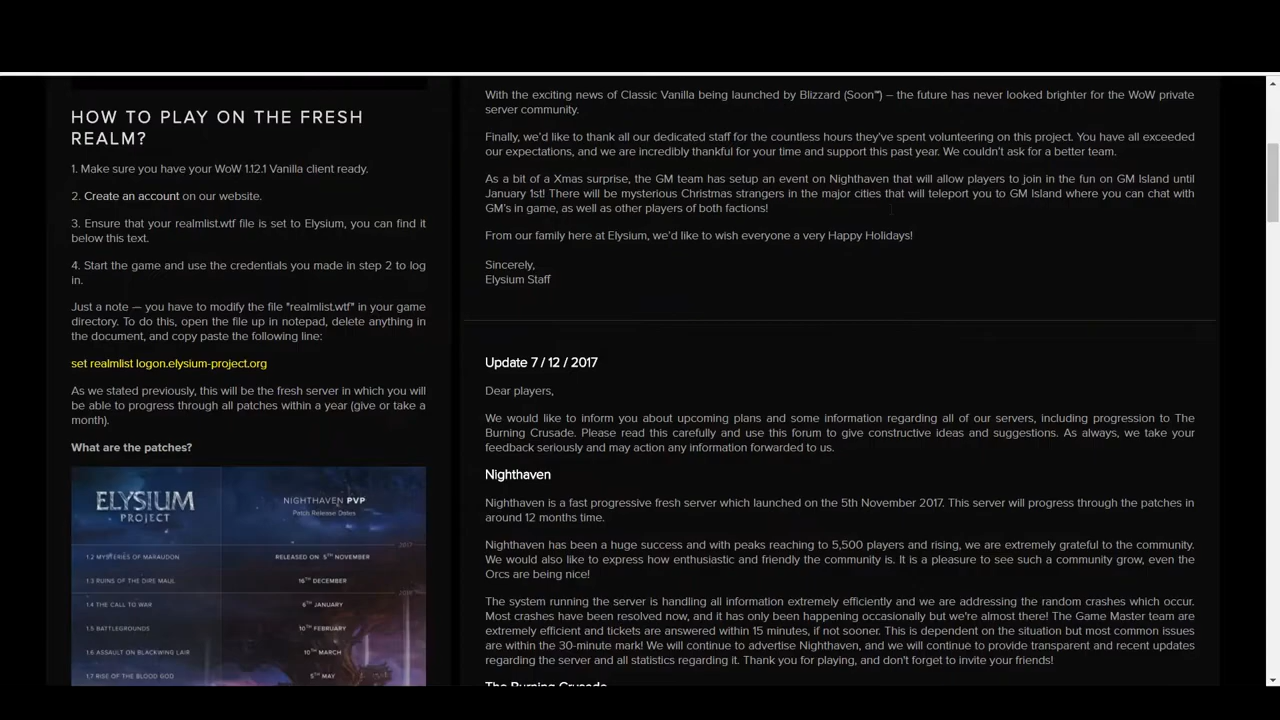 HOW TO PLAY ON THE FRESH
REALM?
1. Make sure you have your WoW 1.12.1 Vanilla client ready.
2. Create an account on our website.
3. Ensure that your realmlist.wtf file is set to Elysium, you can find it
below this text.
4. Start the game and use the credentials you made in step 2 to log
in.
Just a note — you have to modify the file "realmlist.wtf" in your game
directory. To do this, open the file up in notepad, delete anything in
the document, and copy paste the following line:
set realmlist logon.elysium-project.org
As we stated previously, this will be the fresh server in which you will
be able to progress through all patches within a year (give or take a
month).
What are the patches?
ELYSIUM
PROJECT
NIGHTHAVEN PVP
Patch Release Dates
2017
1.2 MYSTERIES OF MARAUDON RELEASED ON 5TH NOVEMBER
1.3 RUINS OF THE DIRE MAUL 16TH DECEMBER
2018
1.4 THE CALL TO WAR 6TH JANUARY
1.5 BATTLEGROUNDS 10TH FEBRUARY
1.6 ASSAULT ON BLACKWING LAIR 10TH MARCH
1.7 RISE OF THE BLOOD GOD 5TH MAY
With the exciting news of Classic Vanilla being launched by Blizzard (Soon™) – the future has never looked brighter for the WoW private
server community.
Finally, we'd like to thank all our dedicated staff for the countless hours they've spent volunteering on this project. You have all exceeded
our expectations, and we are incredibly thankful for your time and support this past year. We couldn't ask for a better team.
As a bit of a Xmas surprise, the GM team has setup an event on Nighthaven that will allow players to join in the fun on GM Island until
January 1st! There will be mysterious Christmas strangers in the major cities that will teleport you to GM Island where you can chat with
GM's in game, as well as other players of both factions!
From our family here at Elysium, we'd like to wish everyone a very Happy Holidays!
Sincerely,
Elysium Staff
Update 7 / 12 / 2017
Dear players,
We would like to inform you about upcoming plans and some information regarding all of our servers, including progression to The
Burning Crusade. Please read this carefully and use this forum to give constructive ideas and suggestions. As always, we take your
feedback seriously and may action any information forwarded to us.
Nighthaven
Nighthaven is a fast progressive fresh server which launched on the 5th November 2017. This server will progress through the patches in
around 12 months time.
Nighthaven has been a huge success and with peaks reaching to 5,500 players and rising, we are extremely grateful to the community.
We would also like to express how enthusiastic and friendly the community is. It is a pleasure to see such a community grow, even the
Orcs are being nice!
The system running the server is handling all information extremely efficiently and we are addressing the random crashes which occur.
Most crashes have been resolved now, and it has only been happening occasionally but we're almost there! The Game Master team are
extremely efficient and tickets are answered within 15 minutes, if not sooner. This is dependent on the situation but most common issues
are within the 30-minute mark! We will continue to advertise Nighthaven, and we will continue to provide transparent and recent updates
regarding the server and all statistics regarding it. Thank you for playing, and don't forget to invite your friends!
The Burning Crusade